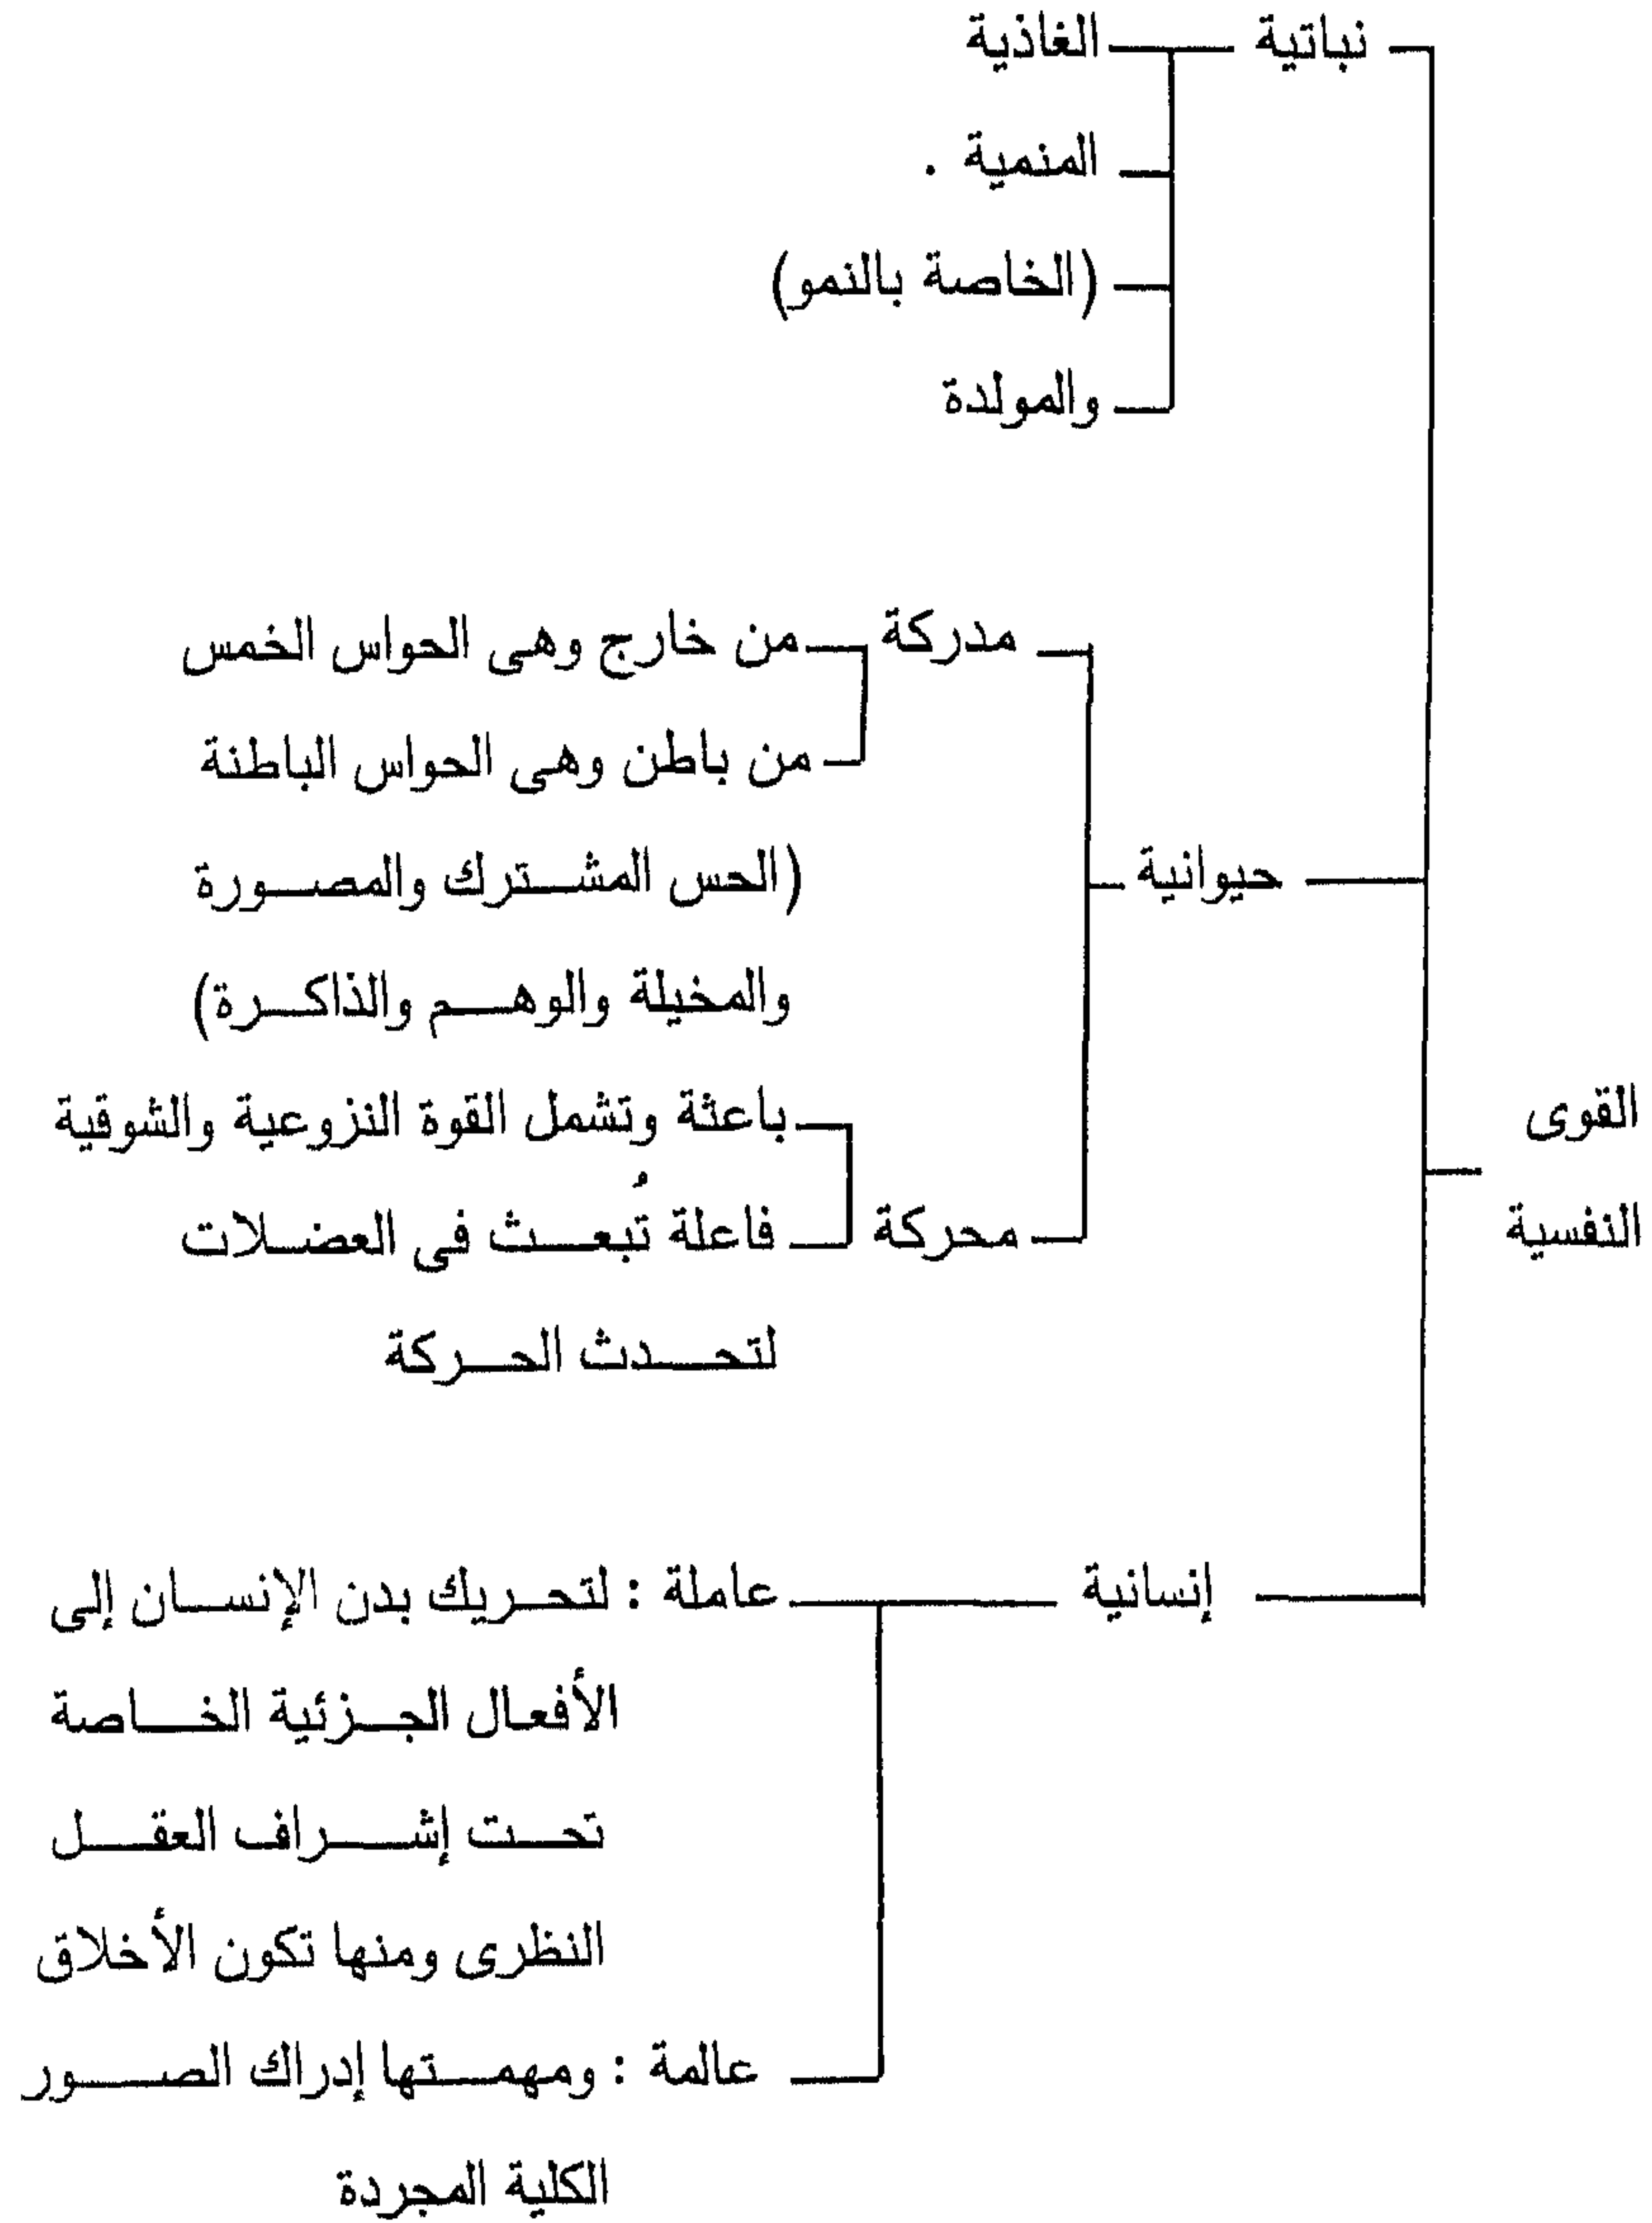 القوى
النفسية
نباتية
الغاذية
المنمية .
(الخاصة بالنمو)
والمولدة
حيوانية
مدركة
من خارج وهى الحواس الخمس
من باطن وهى الحواس الباطنة
(الحس المشترك والمصورة
والمخيلة والوهم والذاكرة)
محركة
باعثة وتشمل القوة النزوعية والشوقية
فاعلة تُبعث فى العضلات
لتحدث الحركة
إنسانية
عاملة : لتحريك بدن الإنسان إلى
الأفعال الجزئية الخاصة
تحت إشراف العقل
النظرى ومنها تكون الأخلاق
عالمة : ومهمتها إدراك الصور
الكلية المجردة